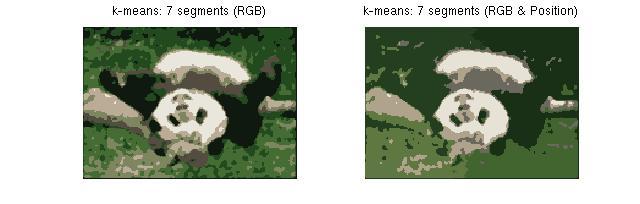 k-means: 7 segments (RGB)
k-means: 7 segments (RGB & Position)